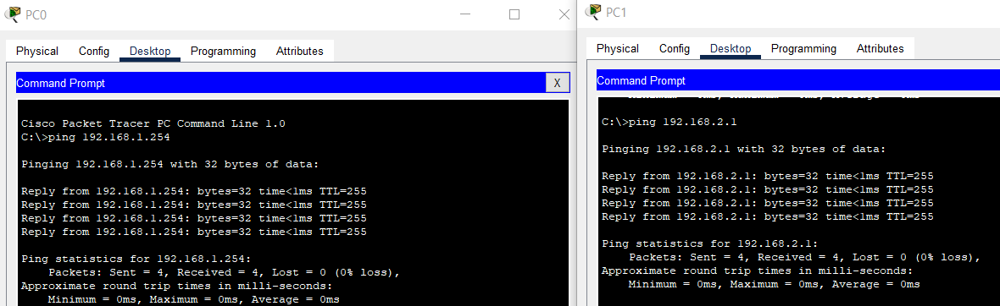 PC0
Physical Config Desktop Programming Attributes
Command Prompt
X
Cisco Packet Tracer PC Command Line 1.0
C:\>ping 192.168.1.254
Pinging 192.168.1.254 with 32 bytes of data:
Reply from 192.168.1.254: bytes=32 time<1ms TTL=255
Reply from 192.168.1.254: bytes=32 time<1ms TTL=255
Reply from 192.168.1.254: bytes=32 time<1ms TTL=255
Reply from 192.168.1.254: bytes=32 time<1ms TTL=255
Ping statistics for 192.168.1.254:
    Packets: Sent = 4, Received = 4, Lost = 0 (0% loss),
Approximate round trip times in milli-seconds:
    Minimum = 0ms, Maximum = 0ms, Average = 0ms
PC1
Physical Config Desktop Programming Attributes
Command Prompt
C:\>ping 192.168.2.1
Pinging 192.168.2.1 with 32 bytes of data:
Reply from 192.168.2.1: bytes=32 time<1ms TTL=255
Reply from 192.168.2.1: bytes=32 time<1ms TTL=255
Reply from 192.168.2.1: bytes=32 time<1ms TTL=255
Reply from 192.168.2.1: bytes=32 time<1ms TTL=255
Ping statistics for 192.168.2.1:
    Packets: Sent = 4, Received = 4, Lost = 0 (0% loss),
Approximate round trip times in milli-seconds:
    Minimum = 0ms, Maximum = 0ms, Average = 0ms